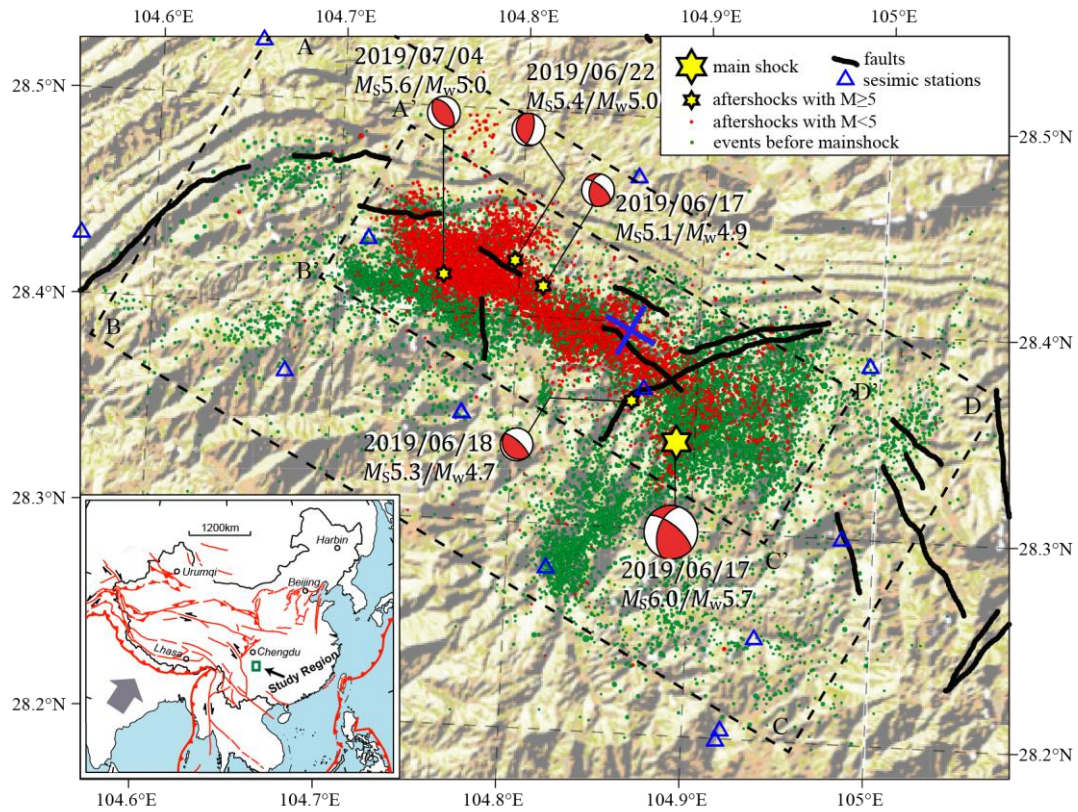 104.7°E 104.8°E 104.9°E 105°E
28.5°N
28.4°N
28.3°N
28.2°N
A
2019/07/04
MS5.6/MW5.0
A'
2019/06/22
MS5.4/MW5.0
main shock
faults
sesimic stations
aftershocks with M≥5
aftershocks with M<5
events before mainshock
28.5°N
2019/06/17
MS5.1/MW4.9
B'
B
28.4°N
D'
D
2019/06/18
MS5.3/MW4.7
C'
28.3°N
2019/06/17
MS6.0/MW5.7
C
28.2°N
1200km
Harbin
Urumqi
Beijing
Lhasa
Chengdu
Study Region
104.6°E 104.7°E 104.8°E 104.9°E 105°E